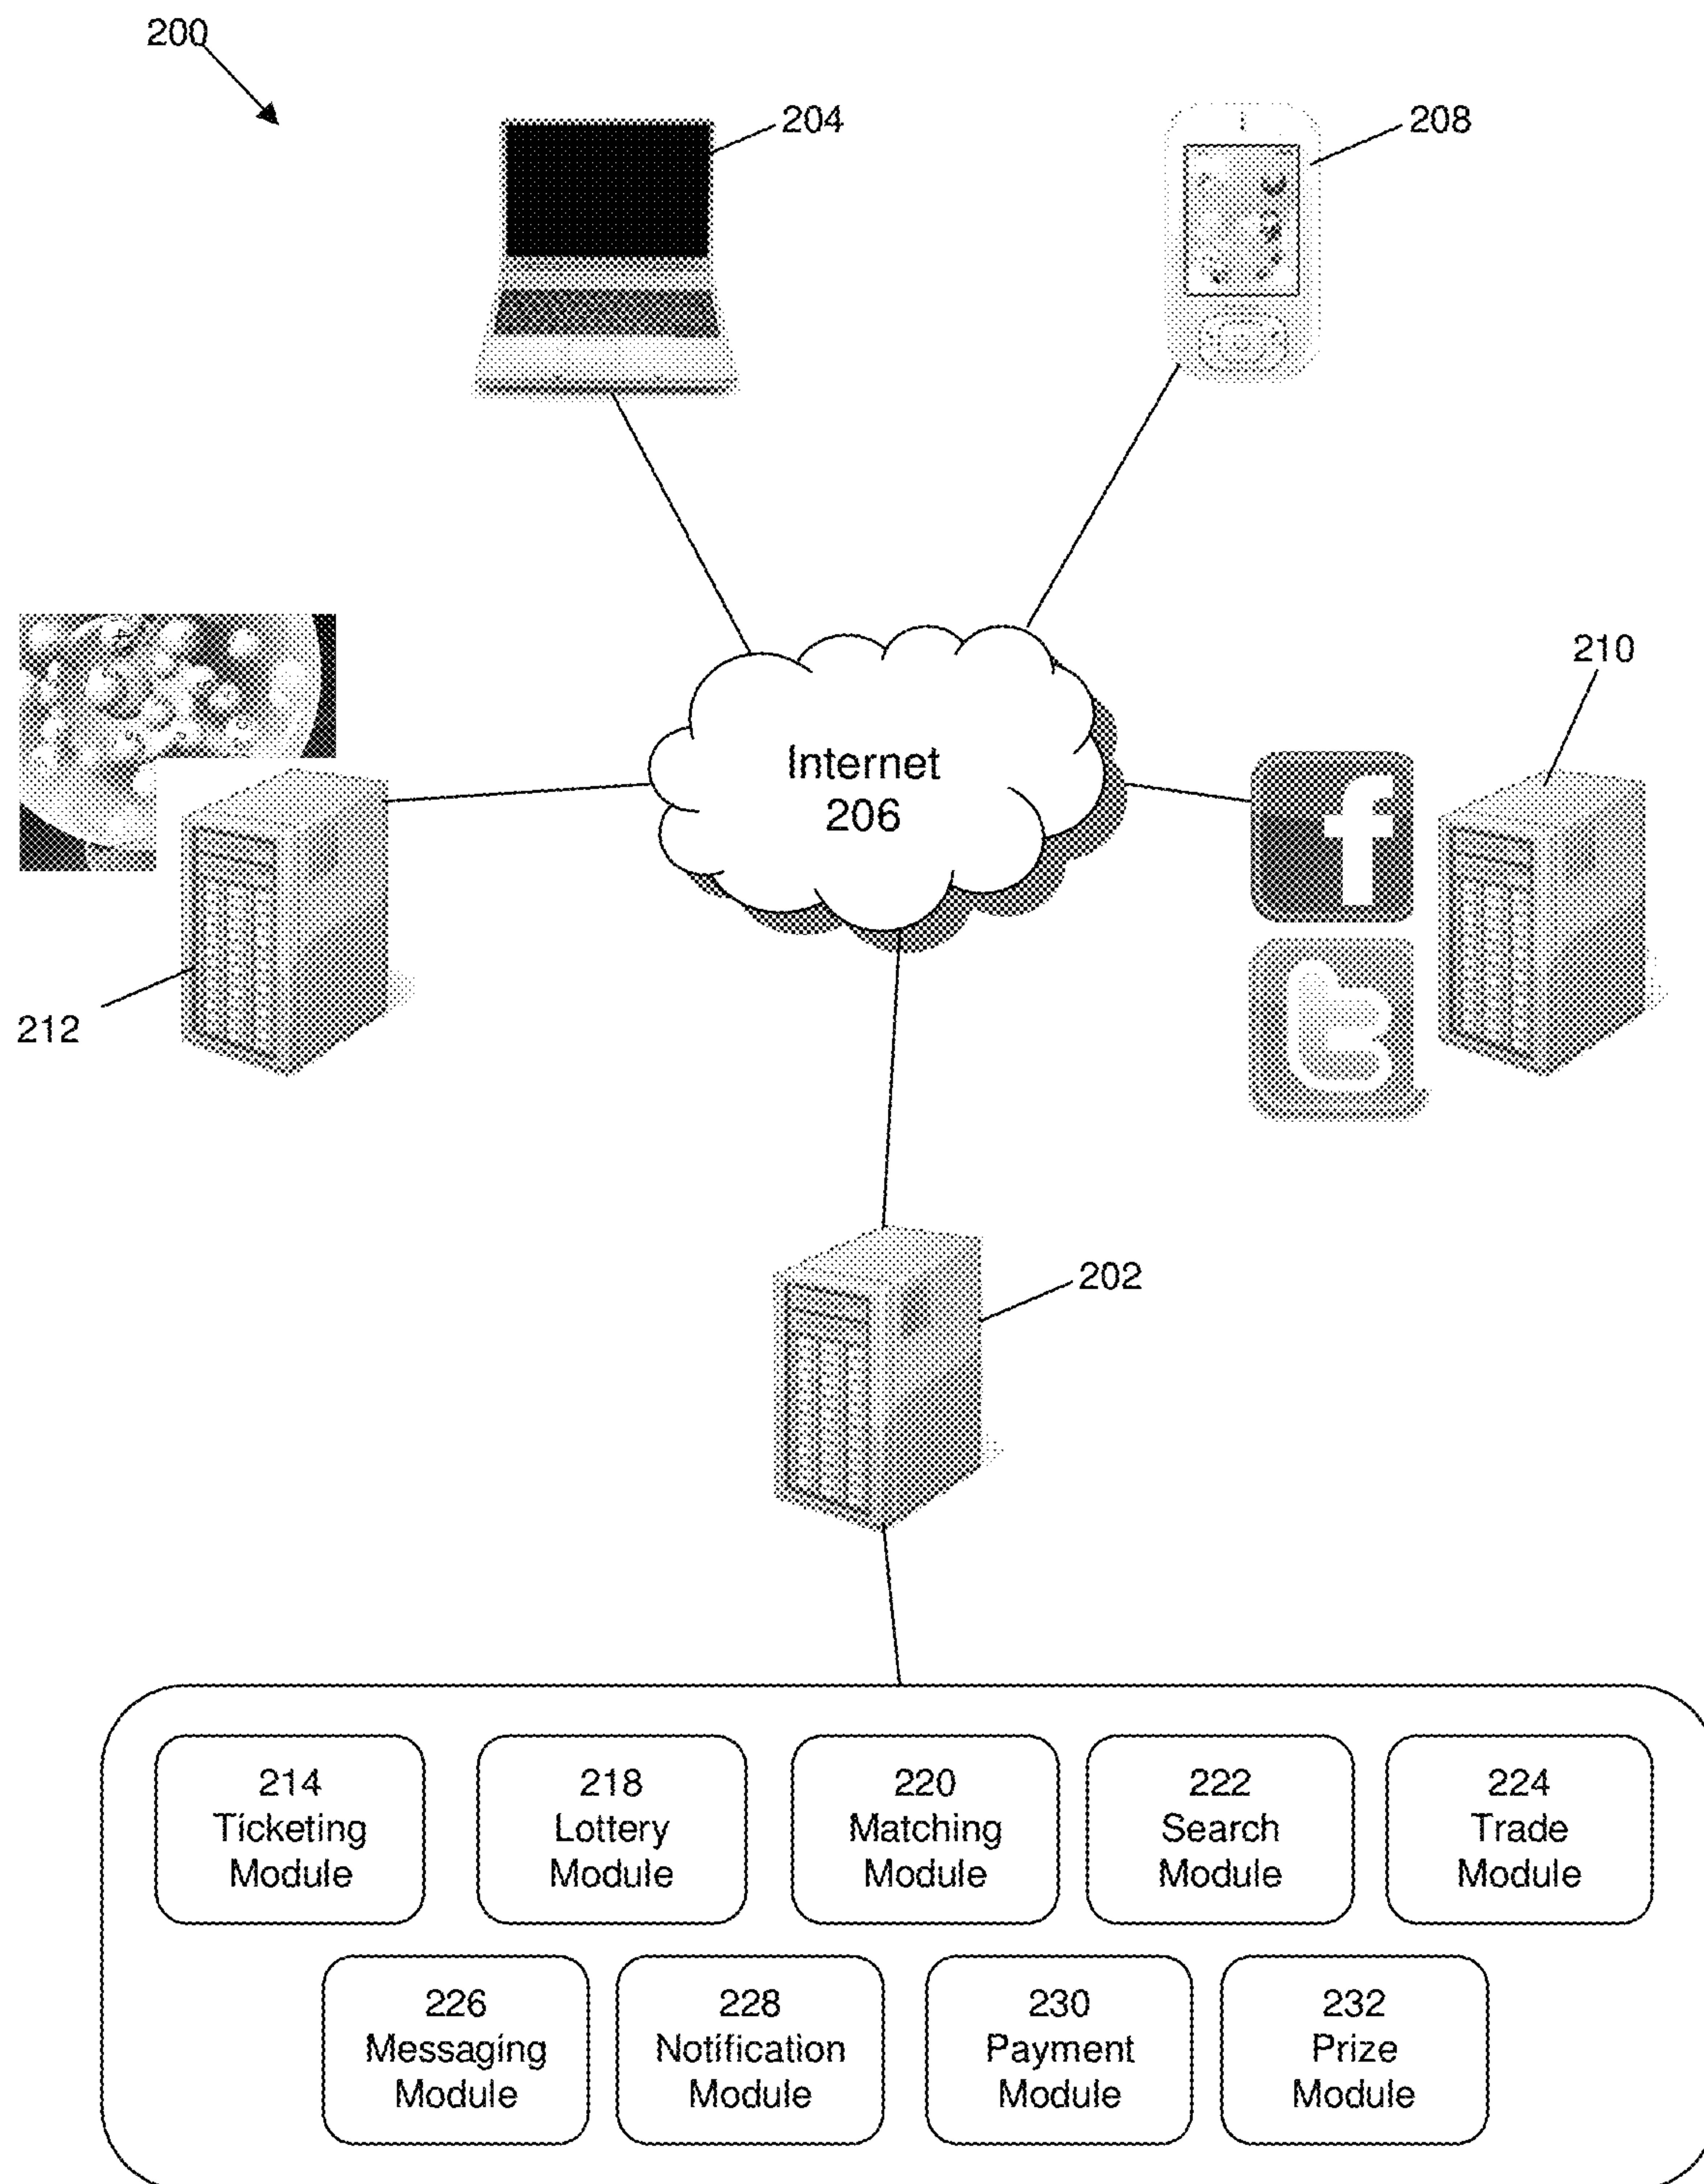 200
204
208
Internet
206
210
212
202
214
Ticketing
Module
218
Lottery
Module
220
Matching
Module
222
Search
Module
224
Trade
Module
226
Messaging
Module
228
Notification
Module
230
Payment
Module
232
Prize
Module